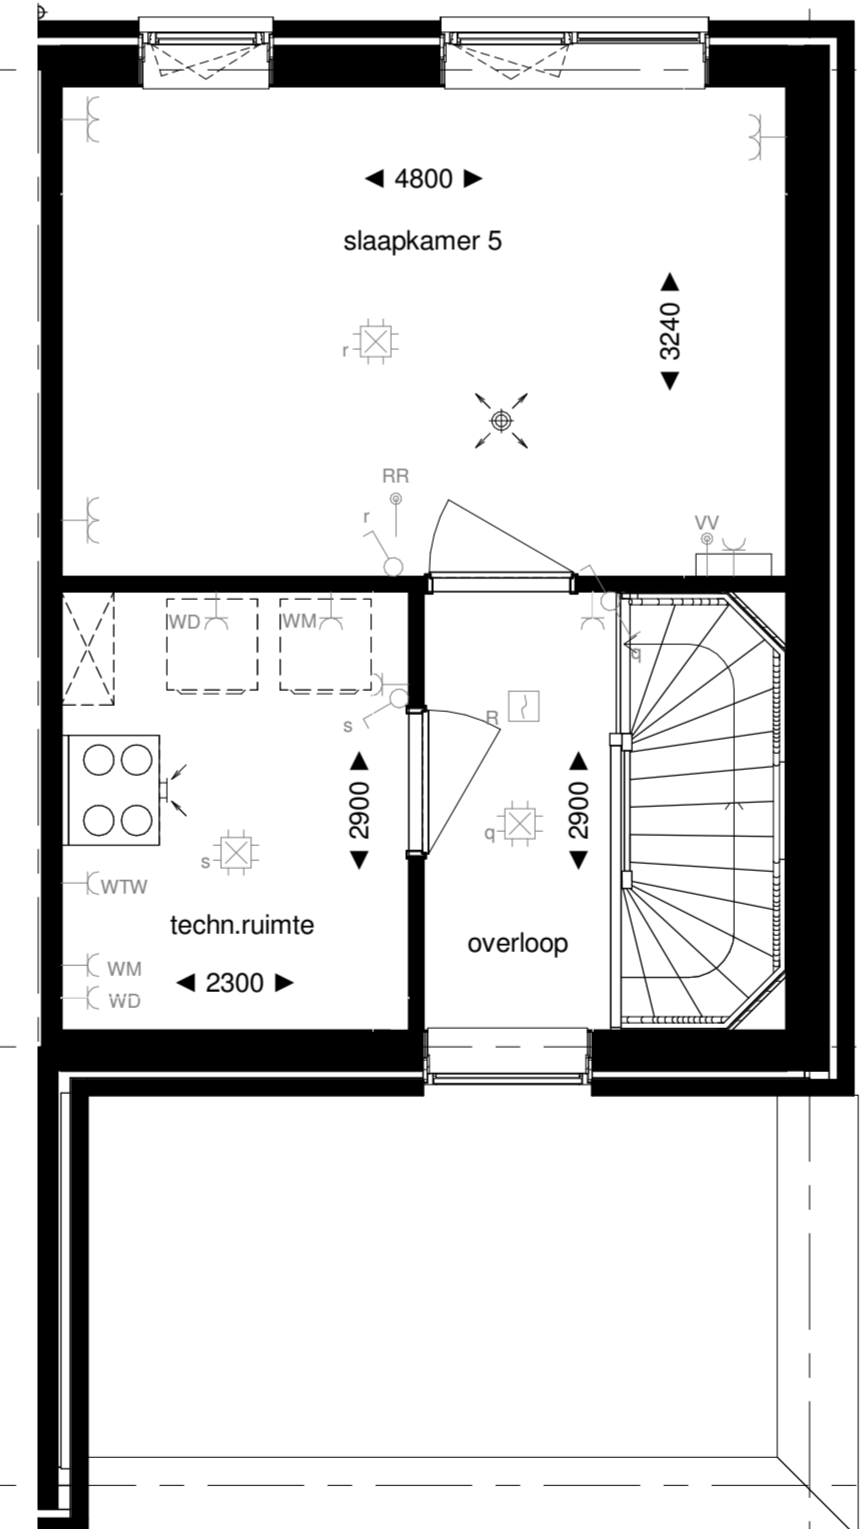 4800
slaapkamer 5
3240
r
RR
r
VV
WD
WM
q
s
R
2900
2900
q
s
WTW
techn.ruimte
overloop
WM
2300
WD